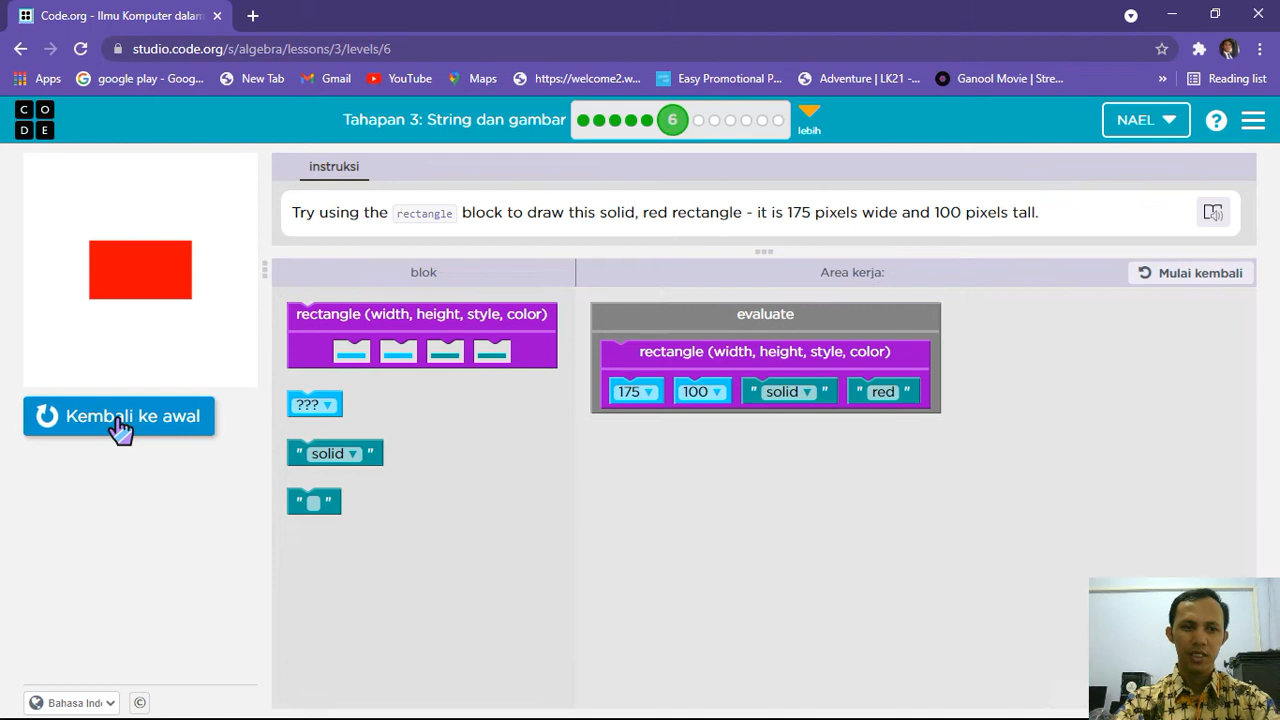 Code.org - Ilmu Komputer dalam
studio.code.org/s/algebra/lessons/3/levels/6
Apps
google play - Goog...
New Tab
Gmail
YouTube
Maps
https://welcome2.w...
Easy Promotional P...
Adventure | LK21 -...
Ganool Movie | Stre...
»
Reading list
C O
D E
Tahapan 3: String dan gambar
6
lebih
NAEL
?
instruksi
Try using the rectangle block to draw this solid, red rectangle - it is 175 pixels wide and 100 pixels tall.
blok
Area kerja:
Mulai kembali
rectangle (width, height, style, color)
???
" solid "
" "
evaluate
rectangle (width, height, style, color)
175 100 " solid " " red "
Kembali ke awal
Bahasa Ind
©